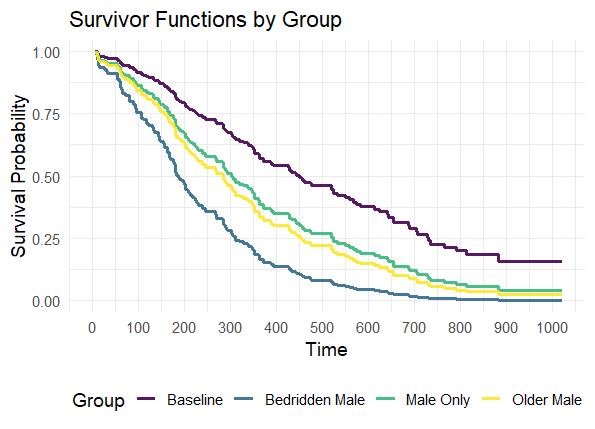 Survivor Functions by Group
Survival Probability
1.00
0.75
0.50
0.25
0.00
0 100 200 300 400 500 600 700 800 900 1000
Time
Group Baseline Bedridden Male Male Only Older Male